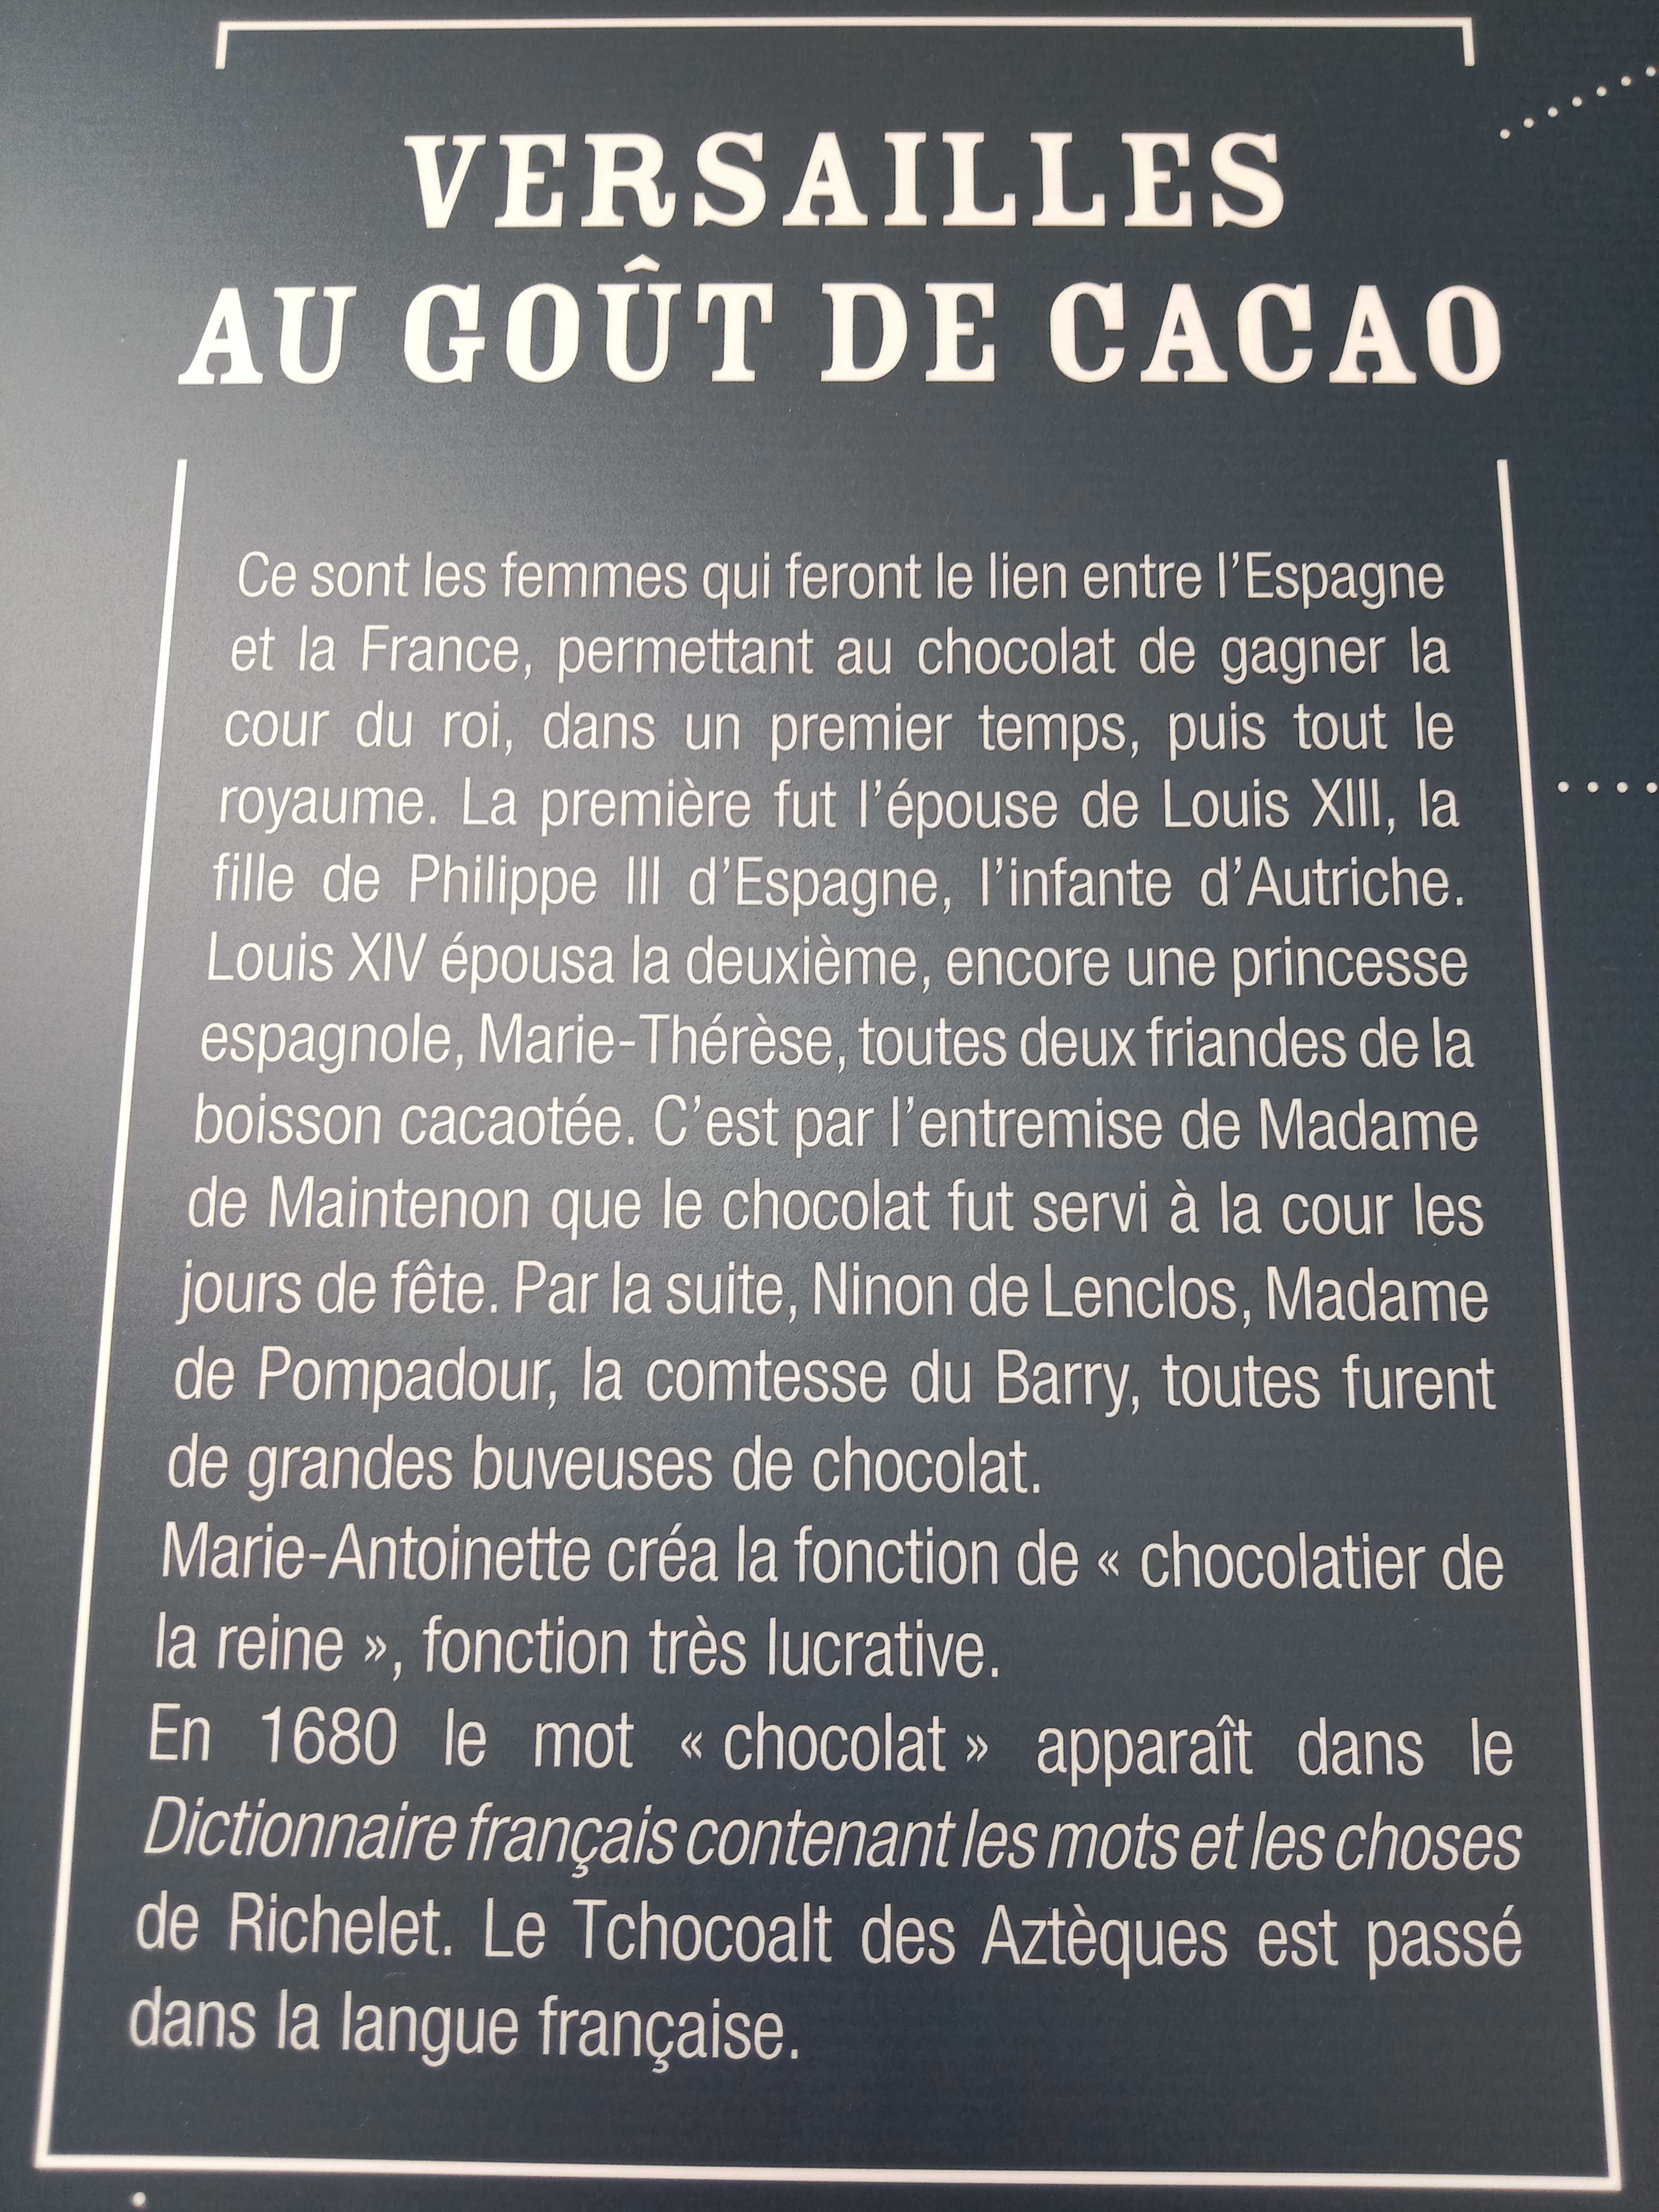 VERSAILLES
AU GOÛT DE CACAO
Ce sont les femmes qui feront le lien entre l’Espagne
et la France, permettant au chocolat de gagner la
cour du roi, dans un premier temps, puis tout le
royaume. La première fut l’épouse de Louis XIII, la
fille de Philippe III d’Espagne, l’infante d’Autriche.
Louis XIV épousa la deuxième, encore une princesse
espagnole, Marie-Thérèse, toutes deux friandes de la
boisson cacaotée. C’est par l’entremise de Madame
de Maintenon que le chocolat fut servi à la cour les
jours de fête. Par la suite, Ninon de Lenclos, Madame
de Pompadour, la comtesse du Barry, toutes furent
de grandes buveuses de chocolat.
Marie-Antoinette créa la fonction de « chocolatier de
la reine », fonction très lucrative.
En 1680 le mot « chocolat » apparaît dans le
Dictionnaire français contenant les mots et les choses
de Richelet. Le Tchocoalt des Aztèques est passé
dans la langue française.